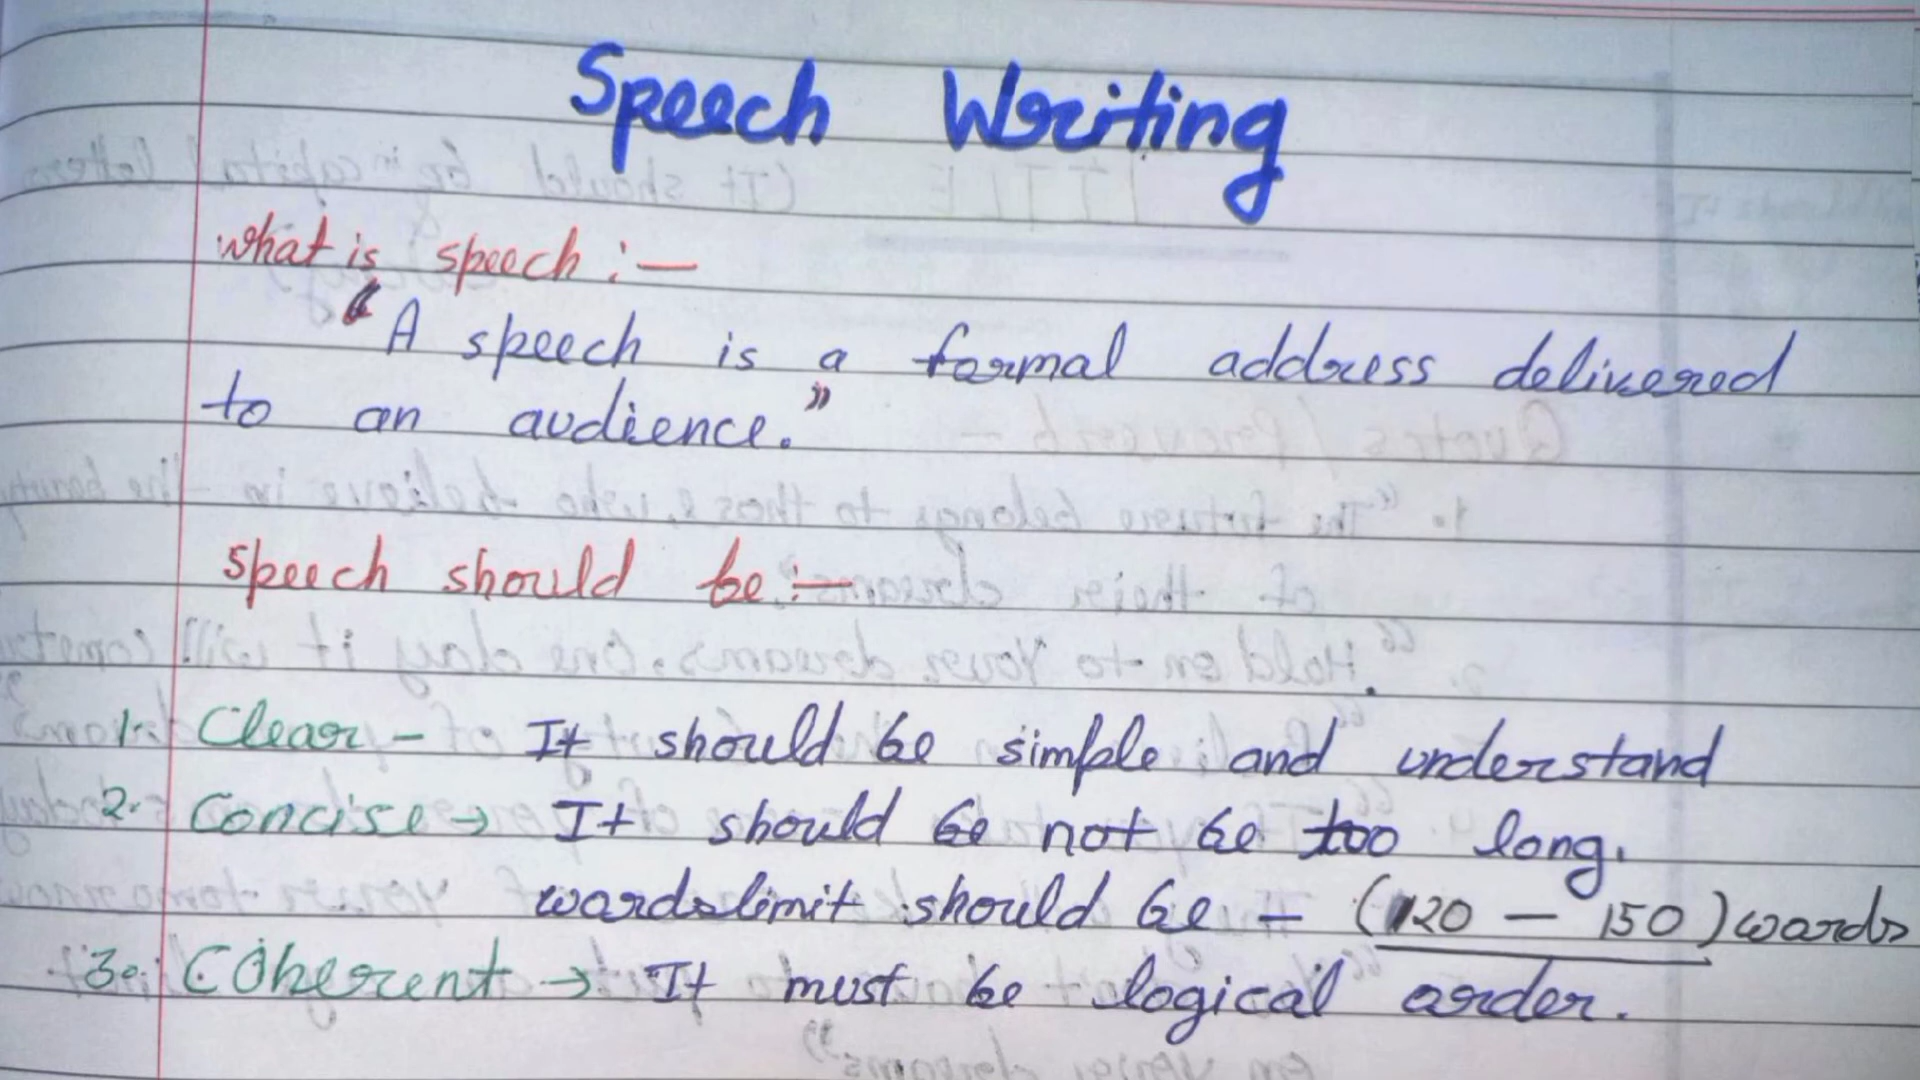 Speech Writing
what is speech :-
"A speech is a formal address delivered
to an audience."
Speech should be :-
1. Clear - It should be simple and understand
2. Concise → It should be not be too long.
wordslimit should be - (120 - 150) words
3. Coherent → It must be logical order.